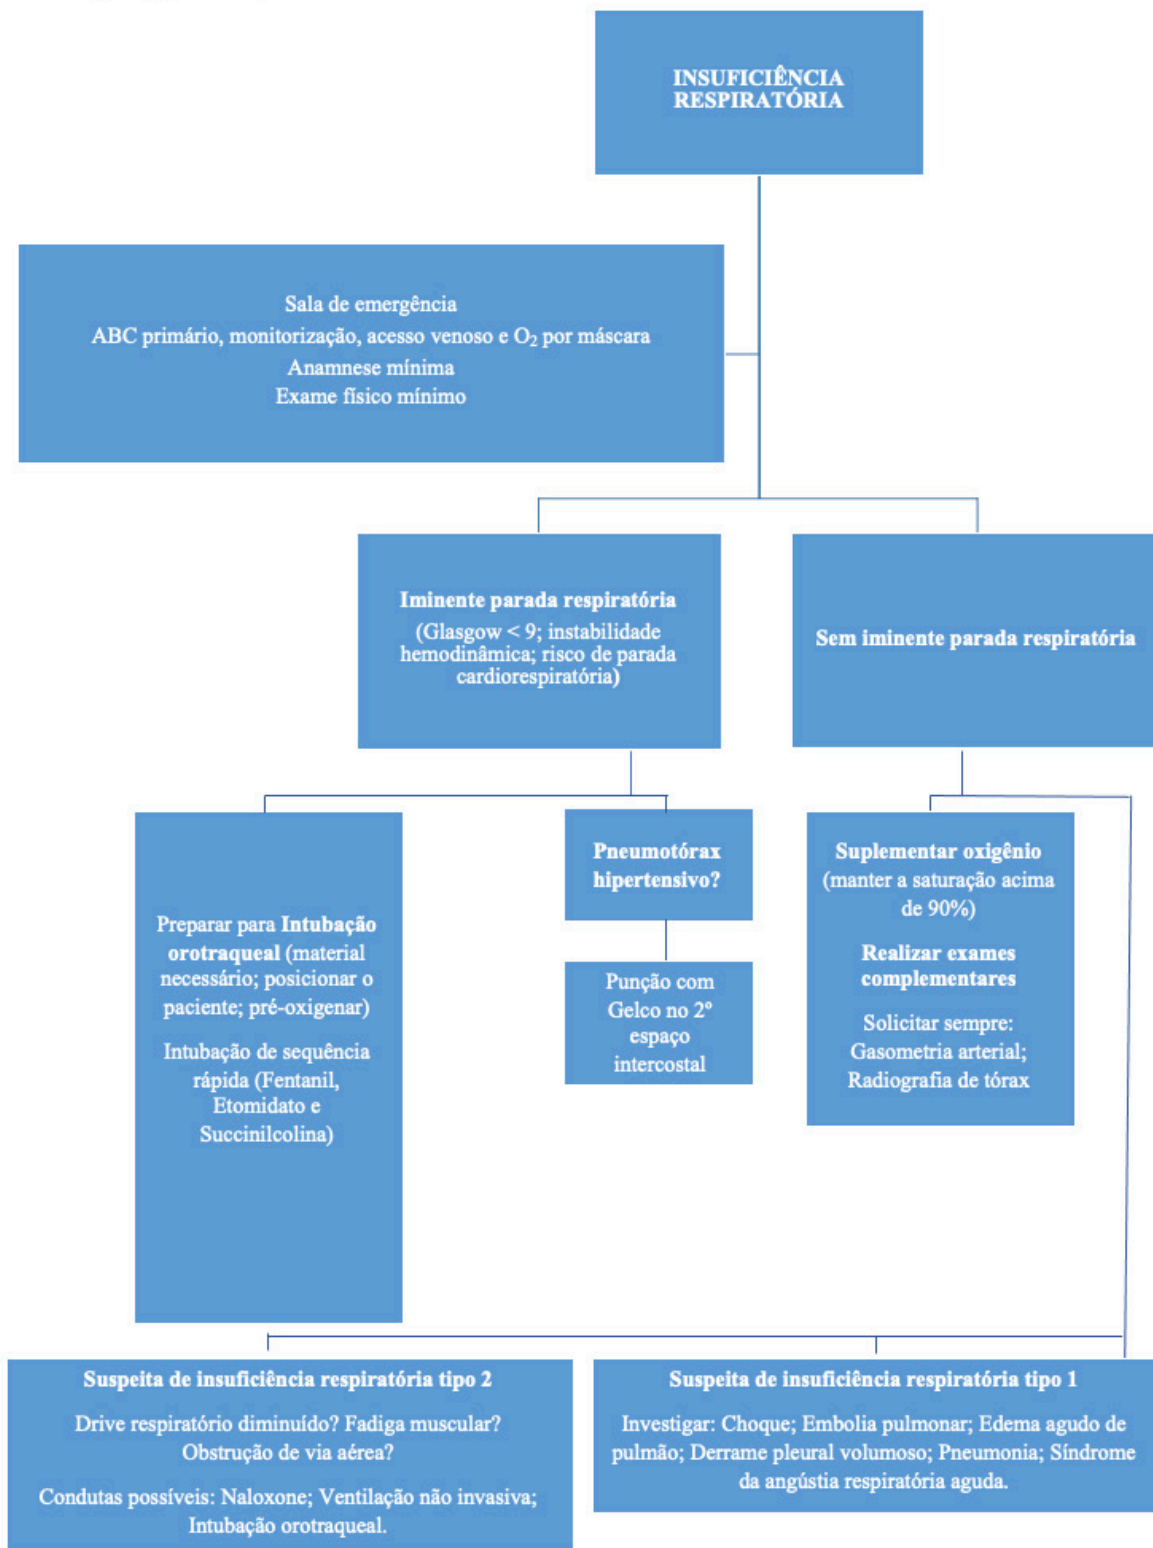 INSUFICIÊNCIA
RESPIRATÓRIA
Sala de emergência
ABC primário, monitorização, acesso venoso e O₂ por máscara
Anamnese mínima
Exame físico mínimo
Iminente parada respiratória
(Glasgow < 9; instabilidade
hemodinâmica; risco de parada
cardiorespiratória)
Sem iminente parada respiratória
Preparar para Intubação
orotraqueal (material
necessário; posicionar o
paciente; pré-oxigenar)
Intubação de sequência
rápida (Fentanil,
Etomidato e
Succinilcolina)
Pneumotórax
hipertensivo?
Punção com
Gelco no 2º
espaço
intercostal
Suplementar oxigênio
(manter a saturação acima
de 90%)
Realizar exames
complementares
Solicitar sempre:
Gasometria arterial;
Radiografia de tórax
Suspeita de insuficiência respiratória tipo 2
Drive respiratório diminuído? Fadiga muscular?
Obstrução de via aérea?
Condutas possíveis: Naloxone; Ventilação não invasiva;
Intubação orotraqueal.
Suspeita de insuficiência respiratória tipo 1
Investigar: Choque; Embolia pulmonar; Edema agudo de
pulmão; Derrame pleural volumoso; Pneumonia; Síndrome
da angústia respiratória aguda.